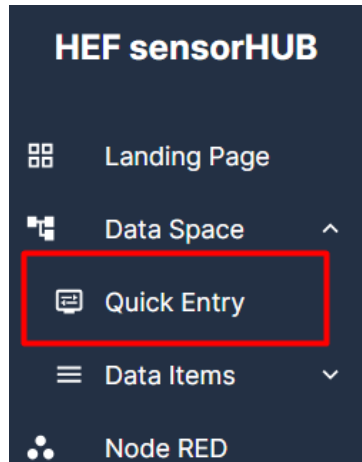 HEF sensorHUB
Landing Page
Data Space
Quick Entry
Data Items
Node RED